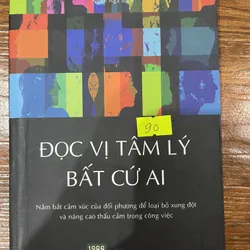 90
ĐỌC VỊ TÂM LÝ
BẤT CỨ AI
Nắm bắt cảm xúc của đối phương để loại bỏ xung đột
và nâng cao thấu cảm trong công việc
1980